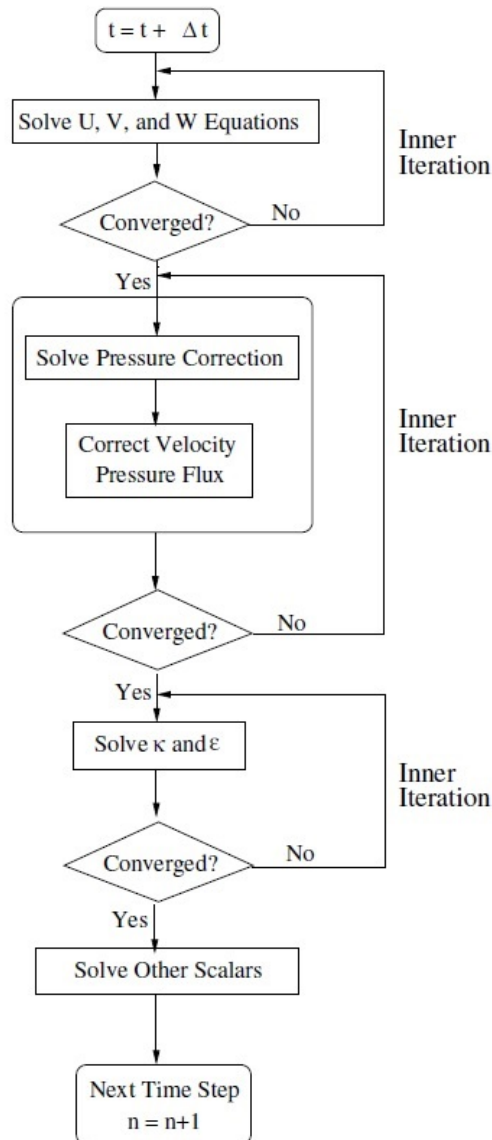 t = t + Δt
Solve U, V, and W Equations
Inner
Iteration
Converged?
No
Yes
Solve Pressure Correction
Correct Velocity
Pressure Flux
Inner
Iteration
Converged?
No
Yes
Solve κ and ε
Inner
Iteration
Converged?
No
Yes
Solve Other Scalars
Next Time Step
n = n+1